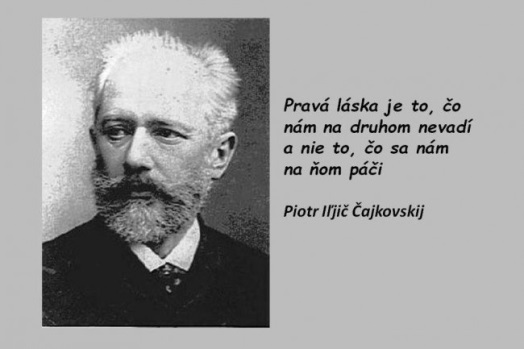 Pravá láska je to, čo
nám na druhom nevadí
a nie to, čo sa nám
na ňom páči
Piotr Iľjič Čajkovskij